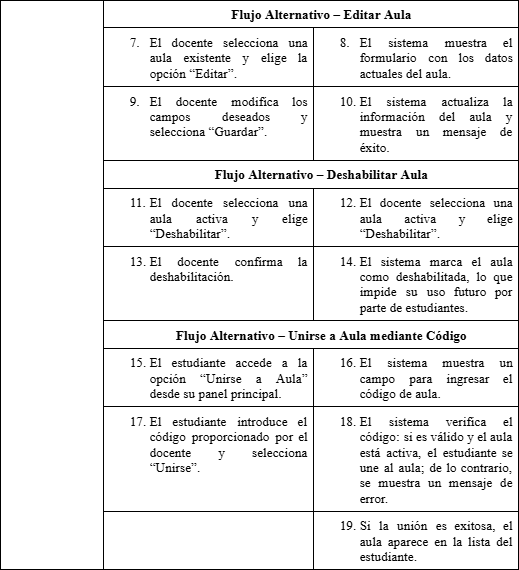 Flujo Alternativo – Editar Aula
7. El docente selecciona una
aula existente y elige la
opción “Editar”.
8. El sistema muestra el
formulario con los datos
actuales del aula.
9. El docente modifica los
campos deseados y
selecciona “Guardar”.
10. El sistema actualiza la
información del aula y
muestra un mensaje de
éxito.
Flujo Alternativo – Deshabilitar Aula
11. El docente selecciona una
aula activa y elige
“Deshabilitar”.
12. El docente selecciona una
aula activa y elige
“Deshabilitar”.
13. El docente confirma la
deshabilitación.
14. El sistema marca el aula
como deshabilitada, lo que
impide su uso futuro por
parte de estudiantes.
Flujo Alternativo – Unirse a Aula mediante Código
15. El estudiante accede a la
opción “Unirse a Aula”
desde su panel principal.
16. El sistema muestra un
campo para ingresar el
código de aula.
17. El estudiante introduce el
código proporcionado por el
docente y selecciona
“Unirse”.
18. El sistema verifica el
código: si es válido y el aula
está activa, el estudiante se
une al aula; de lo contrario,
se muestra un mensaje de
error.
19. Si la unión es exitosa, el
aula aparece en la lista del
estudiante.